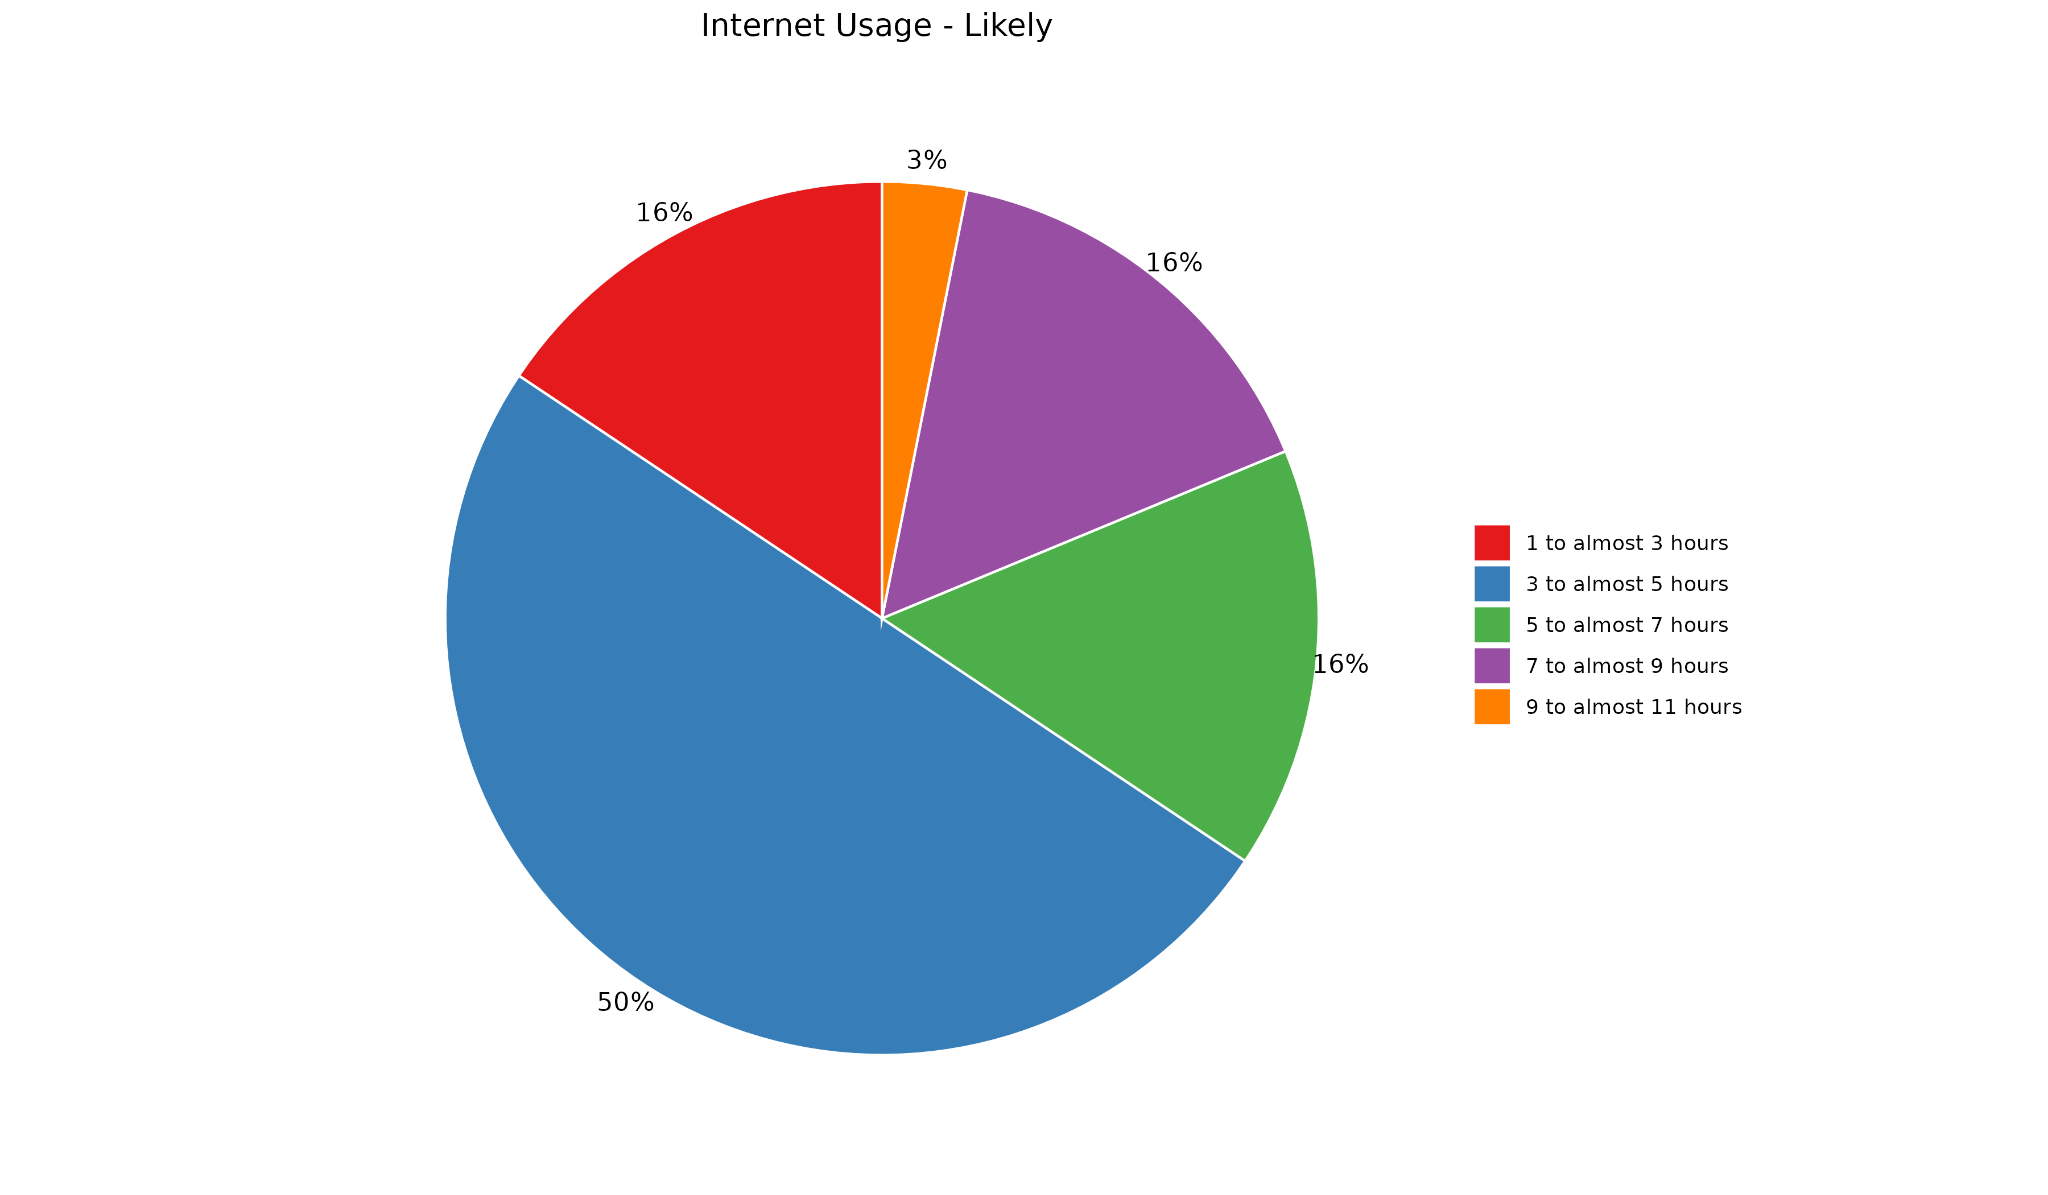 Internet Usage - Likely
3%
16%
16%
16%
50%
1 to almost 3 hours
3 to almost 5 hours
5 to almost 7 hours
7 to almost 9 hours
9 to almost 11 hours